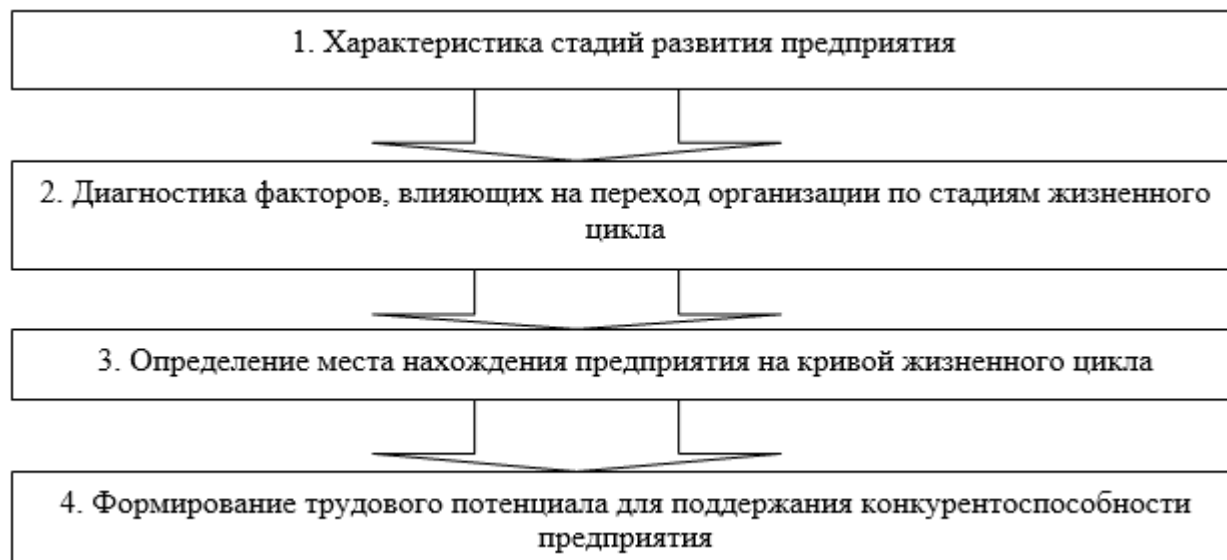 1. Характеристика стадий развития предприятия
2. Диагностика факторов, влияющих на переход организации по стадиям жизненного
цикла
3. Определение места нахождения предприятия на кривой жизненного цикла
4. Формирование трудового потенциала для поддержания конкурентоспособности
предприятия